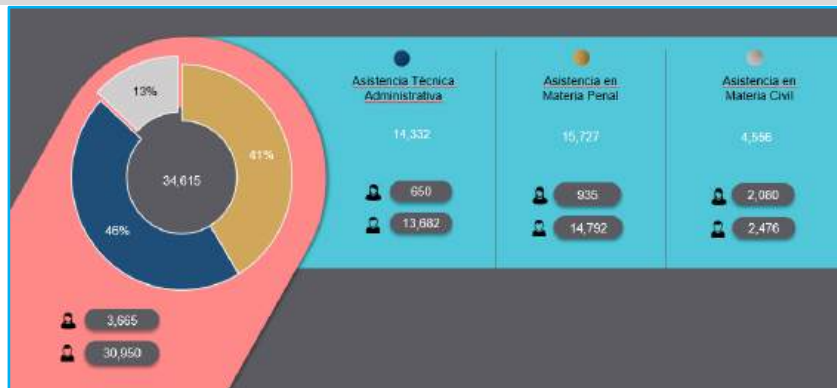 13%
41%
34,615
46%
3,665
30,950
Asistencia Técnica
Administrativa
14,332
650
13,682
Asistencia en
Materia Penal
15,727
935
14,792
Asistencia en
Materia Civil
4,556
2,080
2,476